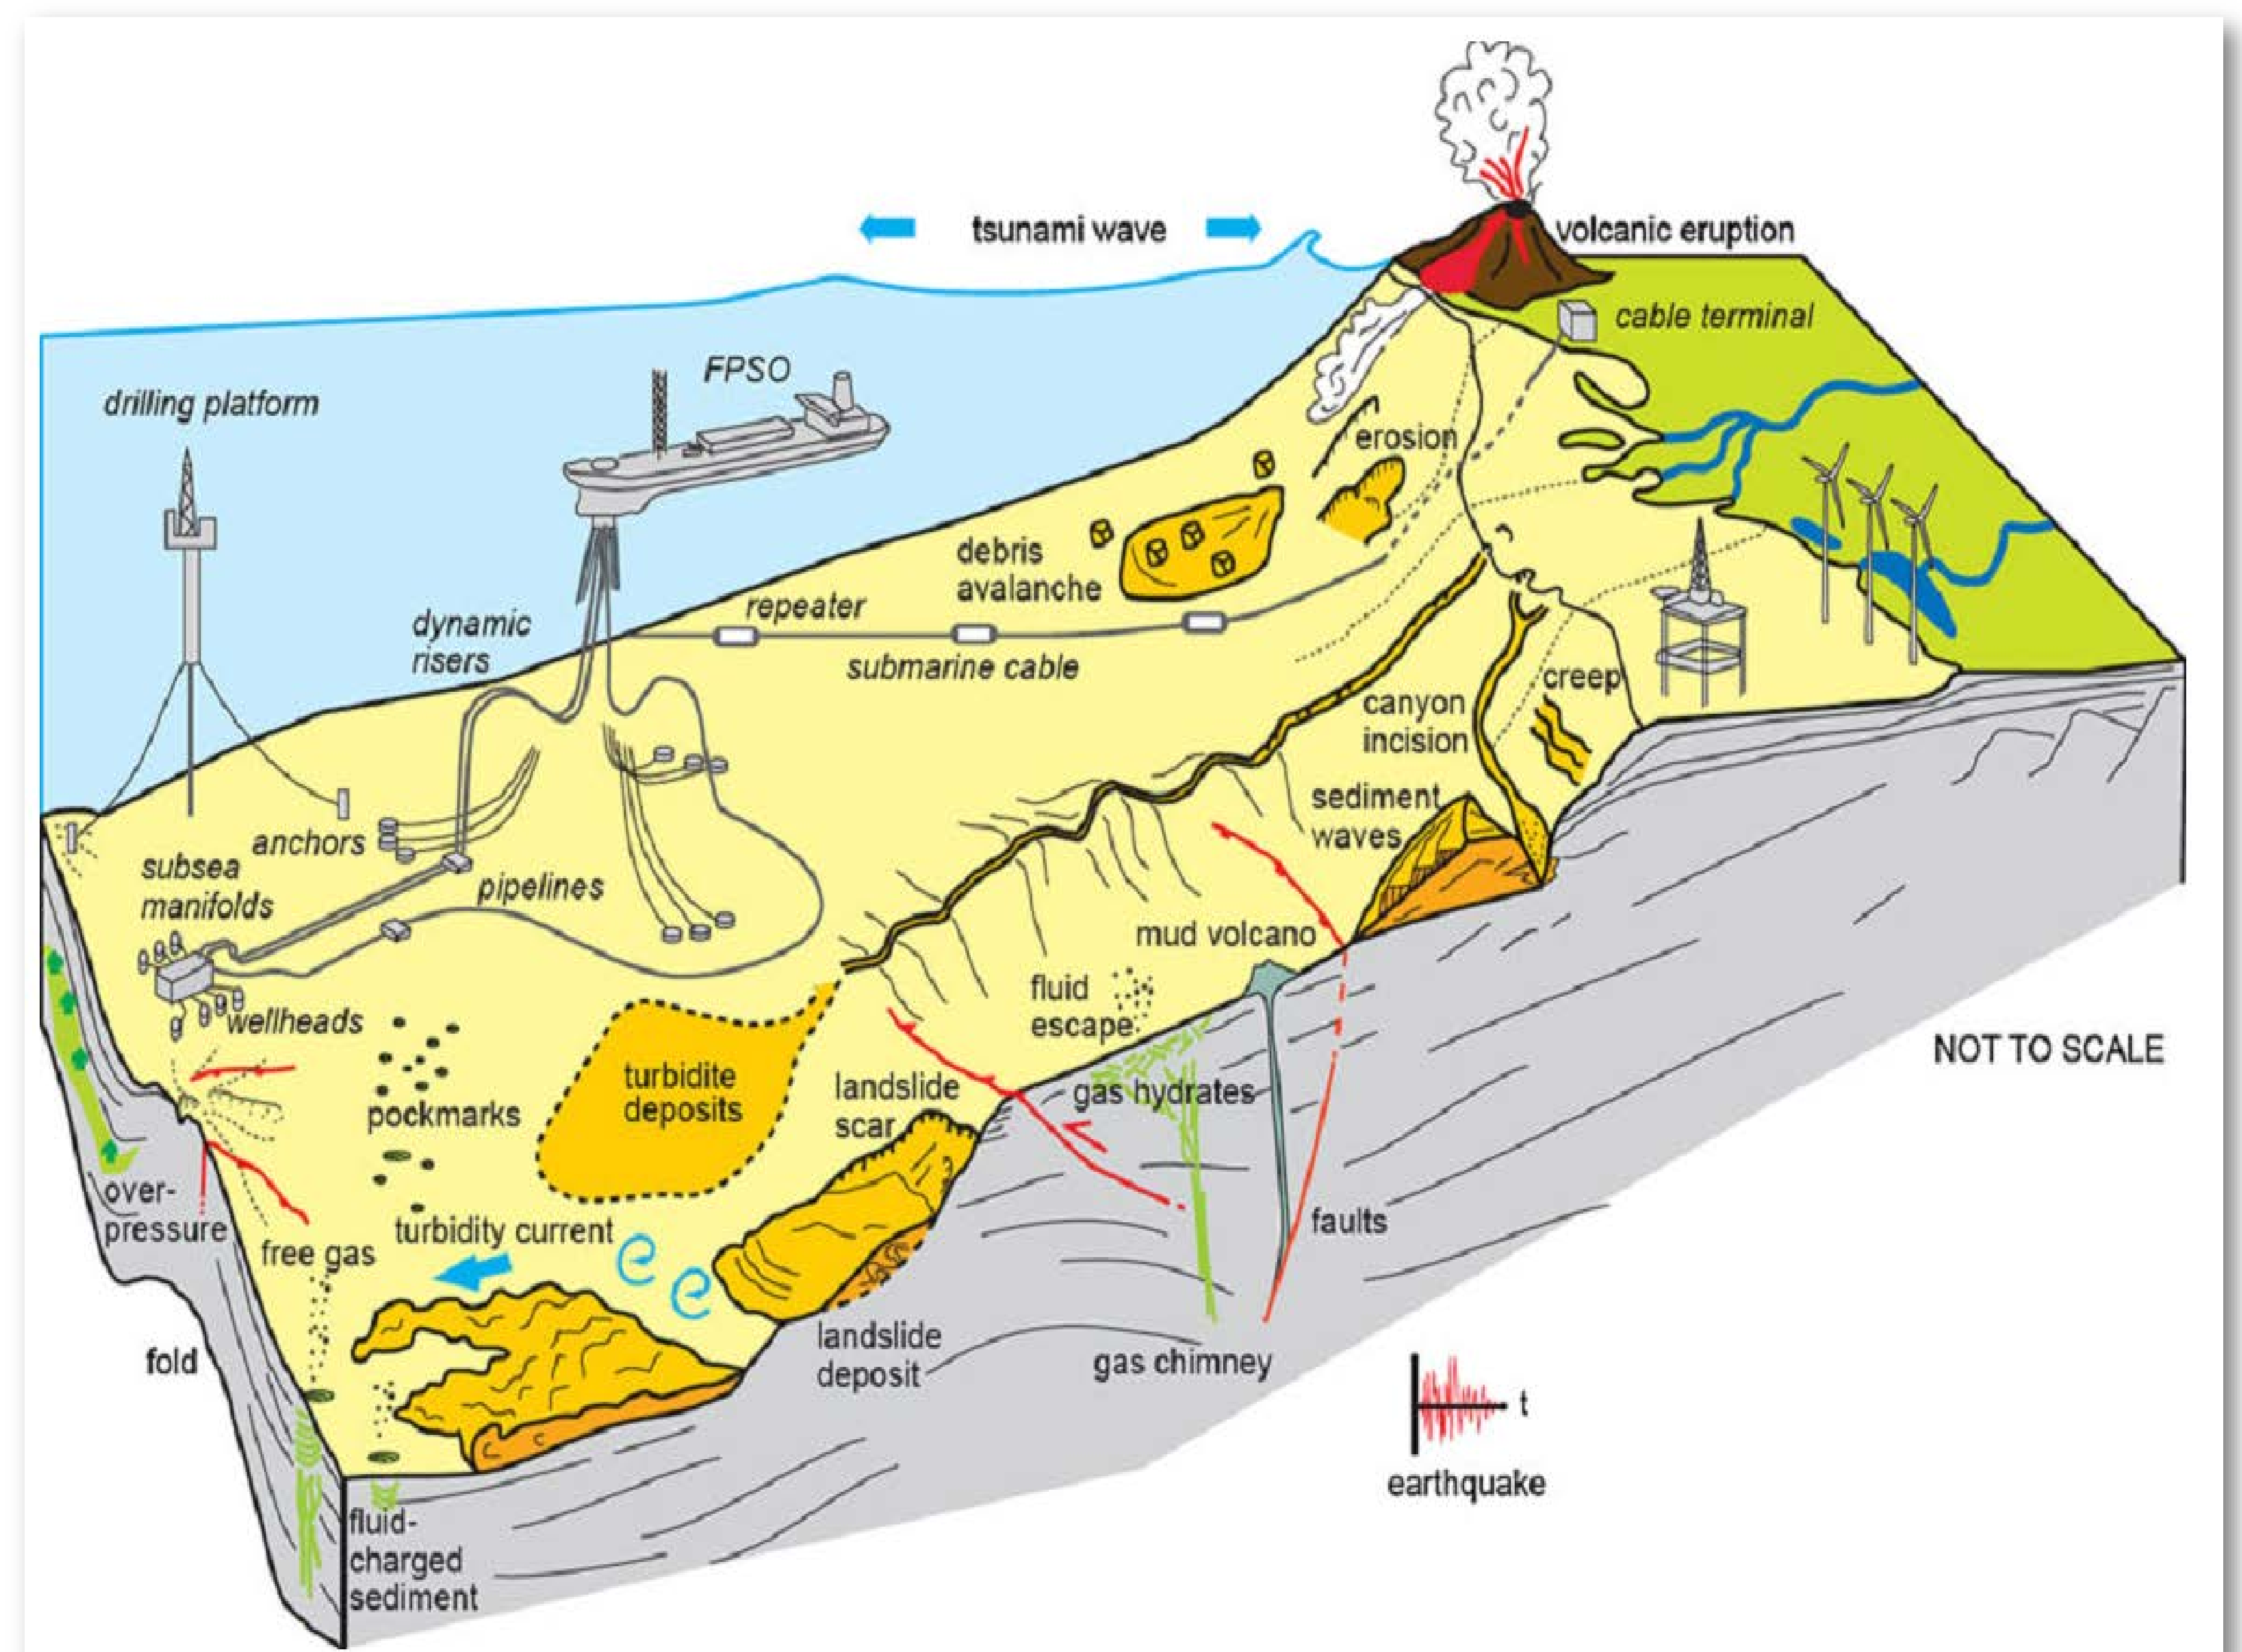 tsunami wave
volcanic eruption
cable terminal
FPSO
drilling platform
erosion
debris
avalanche
repeater
dynamic
risers
submarine cable
creep
canyon
incision
sediment
waves
anchors
subsea
manifolds
pipelines
mud volcano
fluid
escape
wellheads
NOT TO SCALE
turbidite
deposits
landslide
scar
gas hydrates
pockmarks
over-
pressure
faults
turbidity current
free gas
landslide
deposit
fold
gas chimney
t
earthquake
fluid-
charged
sediment